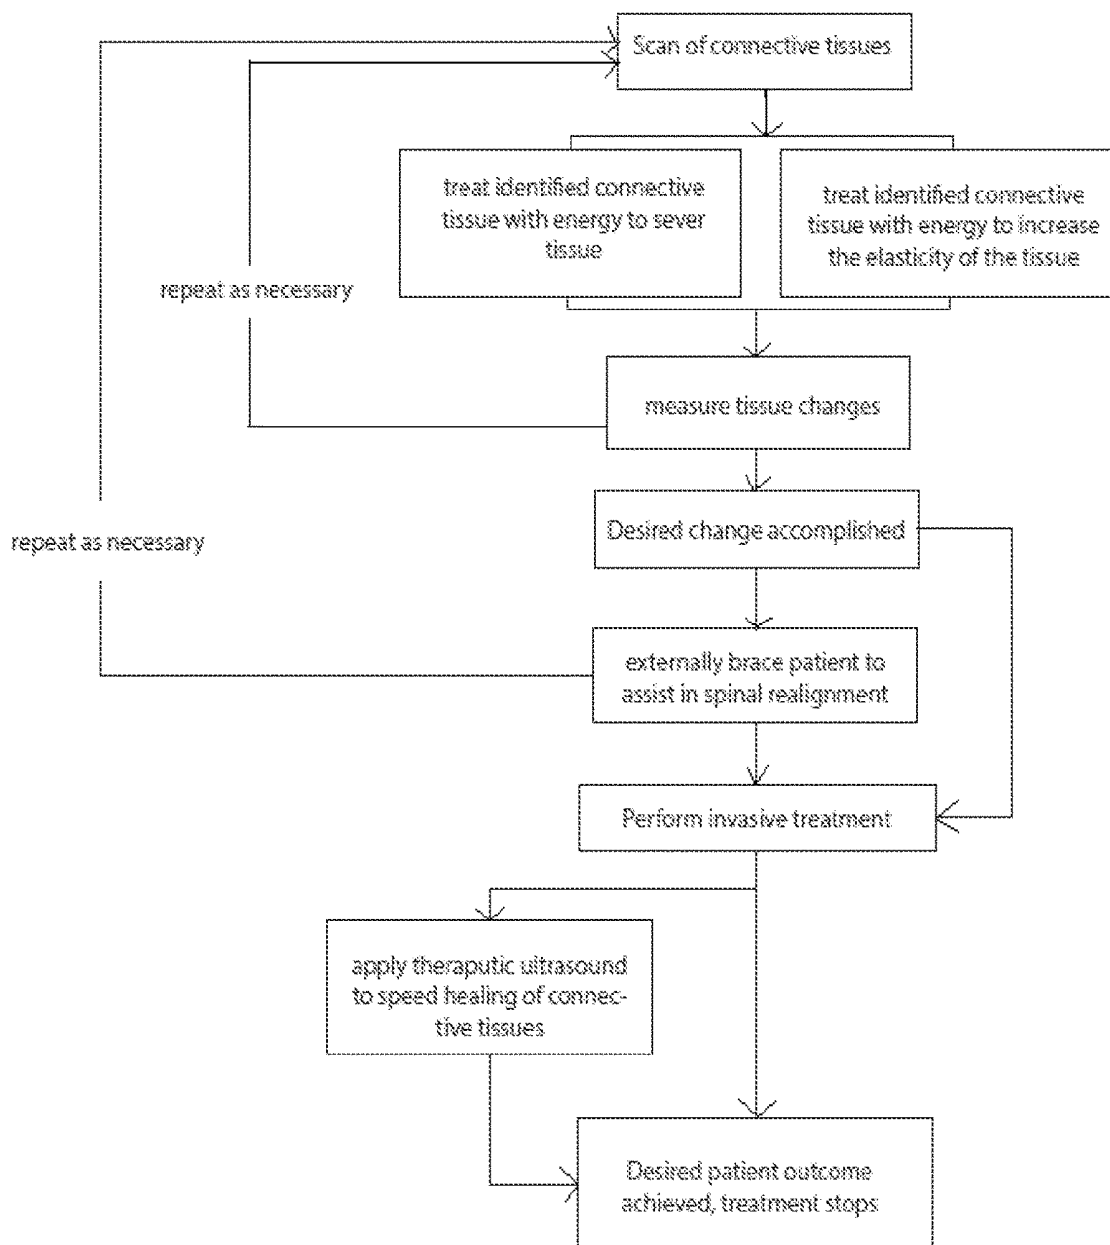 Scan of connective tissues
treat identified connective
tissue with energy to sever
tissue
treat identified connective
tissue with energy to increase
the elasticity of the tissue
repeat as necessary
measure tissue changes
Desired change accomplished
repeat as necessary
externally brace patient to
assist in spinal realignment
Perform invasive treatment
apply theraputic ultrasound
to speed healing of connec-
tive tissues
Desired patient outcome
achieved, treatment stops